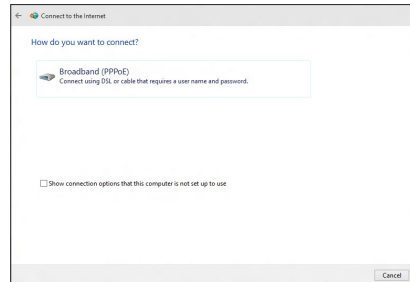 Connect to the Internet
How do you want to connect?
Broadband (PPPoE)
Connect using DSL or cable that requires a user name and password.
Show connection options that this computer is not set up to use
Cancel